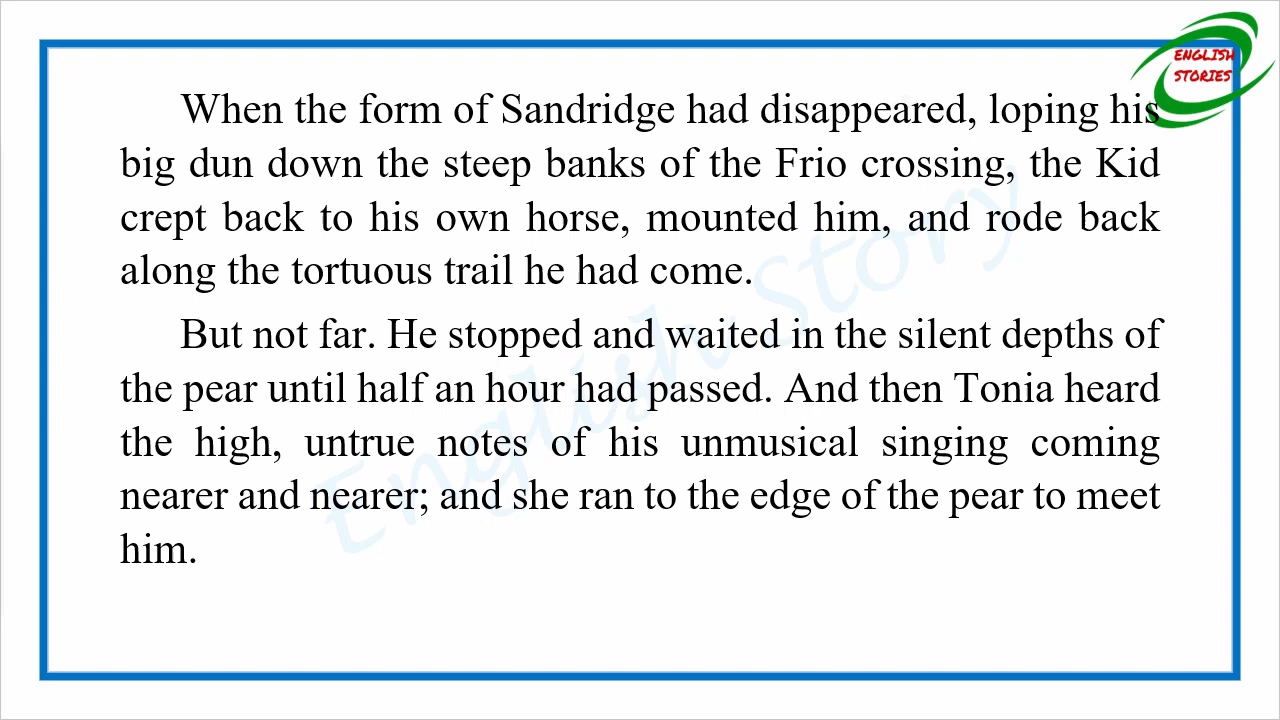 ENGLISH
STORIES
When the form of Sandridge had disappeared, loping his
big dun down the steep banks of the Frio crossing, the Kid
crept back to his own horse, mounted him, and rode back
along the tortuous trail he had come.
But not far. He stopped and waited in the silent depths of
the pear until half an hour had passed. And then Tonia heard
the high, untrue notes of his unmusical singing coming
nearer and nearer; and she ran to the edge of the pear to meet
him.
English Story